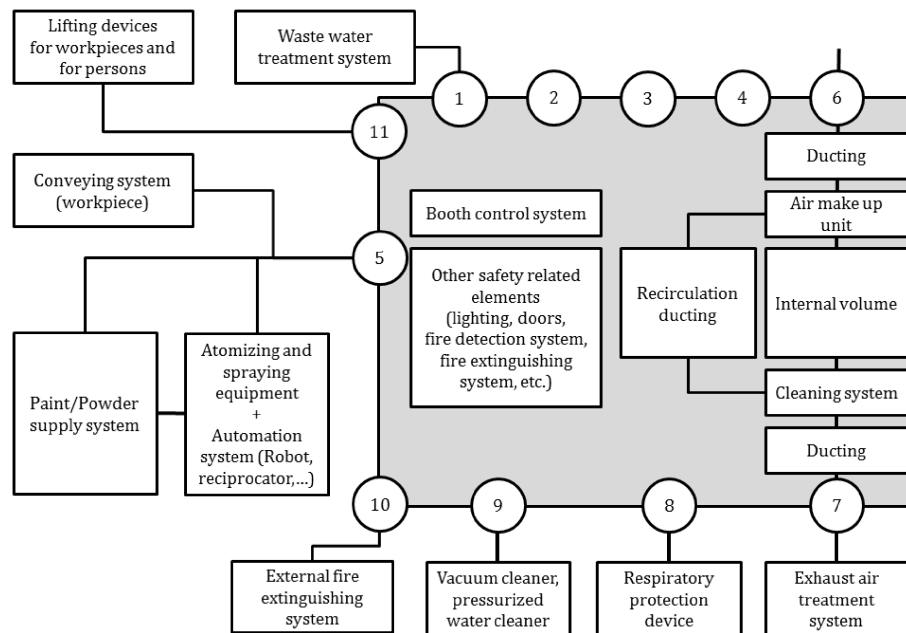 Lifting devices
for workpieces and
for persons
Waste water
treatment system
1
2
3
4
6
11
Ducting
Conveying system
(workpiece)
Booth control system
Air make up
unit
5
Other safety related
elements
(lighting, doors,
fire detection system,
fire extinguishing
system, etc.)
Recirculation
ducting
Internal volume
Paint/Powder
supply system
Atomizing and
spraying
equipment
+
Automation
system (Robot,
reciprocator,...)
Cleaning system
Ducting
10
9
8
7
External fire
extinguishing
system
Vacuum cleaner,
pressurized
water cleaner
Respiratory
protection
device
Exhaust air
treatment
system